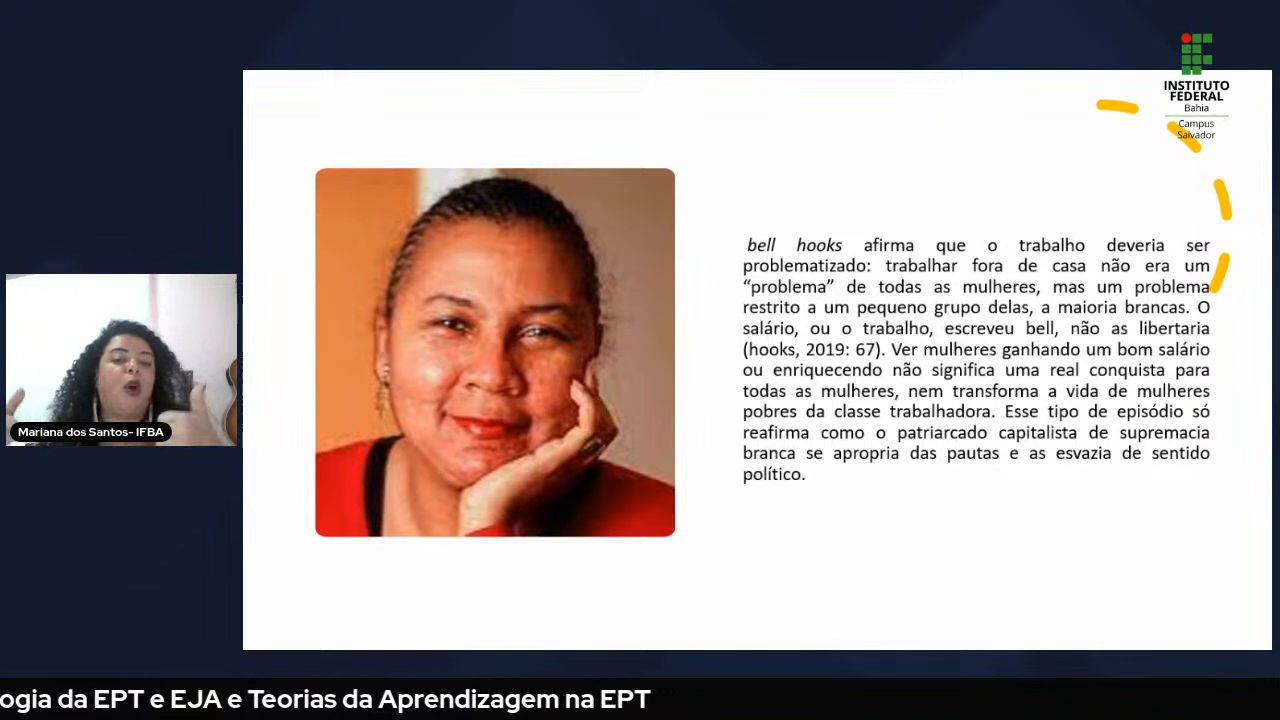 INSTITUTO
FEDERAL
Bahia
Campus
Salvador
bell hooks afirma que o trabalho deveria ser
problematizado: trabalhar fora de casa não era um
“problema” de todas as mulheres, mas um problema
restrito a um pequeno grupo delas, a maioria brancas. O
salário, ou o trabalho, escreveu bell, não as libertaria
(hooks, 2019: 67). Ver mulheres ganhando um bom salário
ou enriquecendo não significa uma real conquista para
todas as mulheres, nem transforma a vida de mulheres
pobres da classe trabalhadora. Esse tipo de episódio só
reafirma como o patriarcado capitalista de supremacia
branca se apropria das pautas e as esvazia de sentido
político.
Mariana dos Santos- IFBA
ogia da EPT e EJA e Teorias da Aprendizagem na EPT